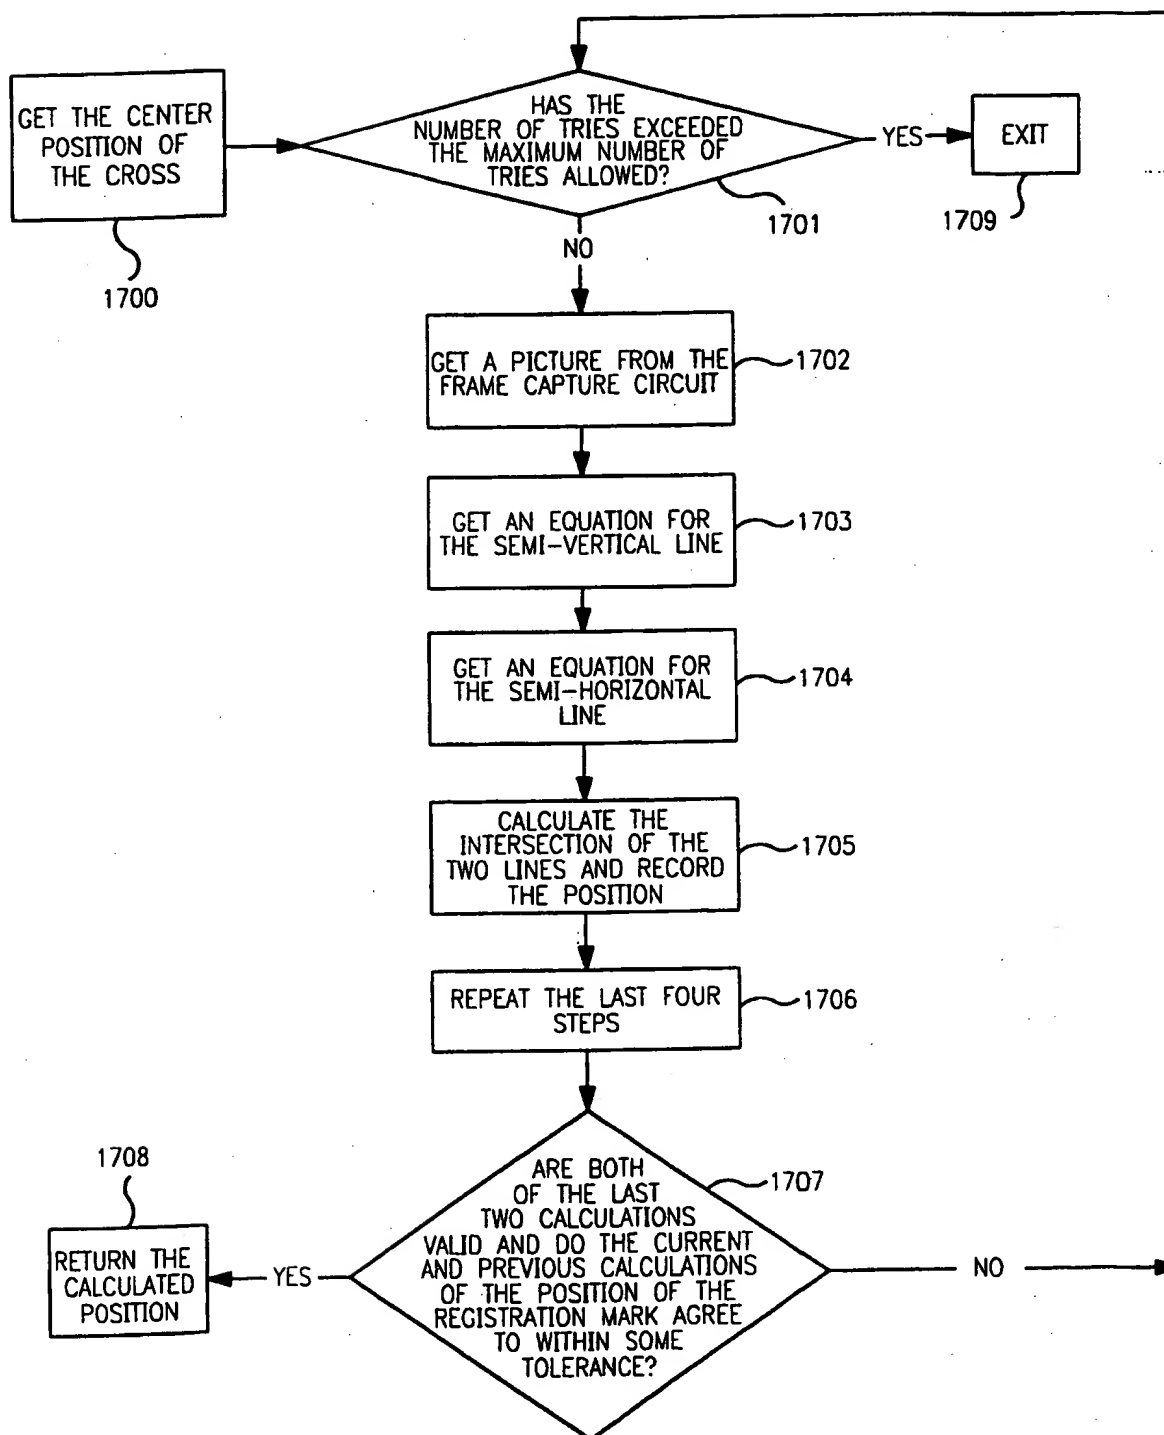 GET THE CENTER
POSITION OF
THE CROSS
1700
HAS THE
NUMBER OF TRIES EXCEEDED
THE MAXIMUM NUMBER OF
TRIES ALLOWED?
1701
YES
EXIT
1709
NO
GET A PICTURE FROM THE
FRAME CAPTURE CIRCUIT
1702
GET AN EQUATION FOR
THE SEMI-VERTICAL LINE
1703
GET AN EQUATION FOR
THE SEMI-HORIZONTAL
LINE
1704
CALCULATE THE
INTERSECTION OF THE
TWO LINES AND RECORD
THE POSITION
1705
REPEAT THE LAST FOUR
STEPS
1706
ARE BOTH
OF THE LAST
TWO CALCULATIONS
VALID AND DO THE CURRENT
AND PREVIOUS CALCULATIONS
OF THE POSITION OF THE
REGISTRATION MARK AGREE
TO WITHIN SOME
TOLERANCE?
1707
YES
1708
RETURN THE
CALCULATED
POSITION
NO